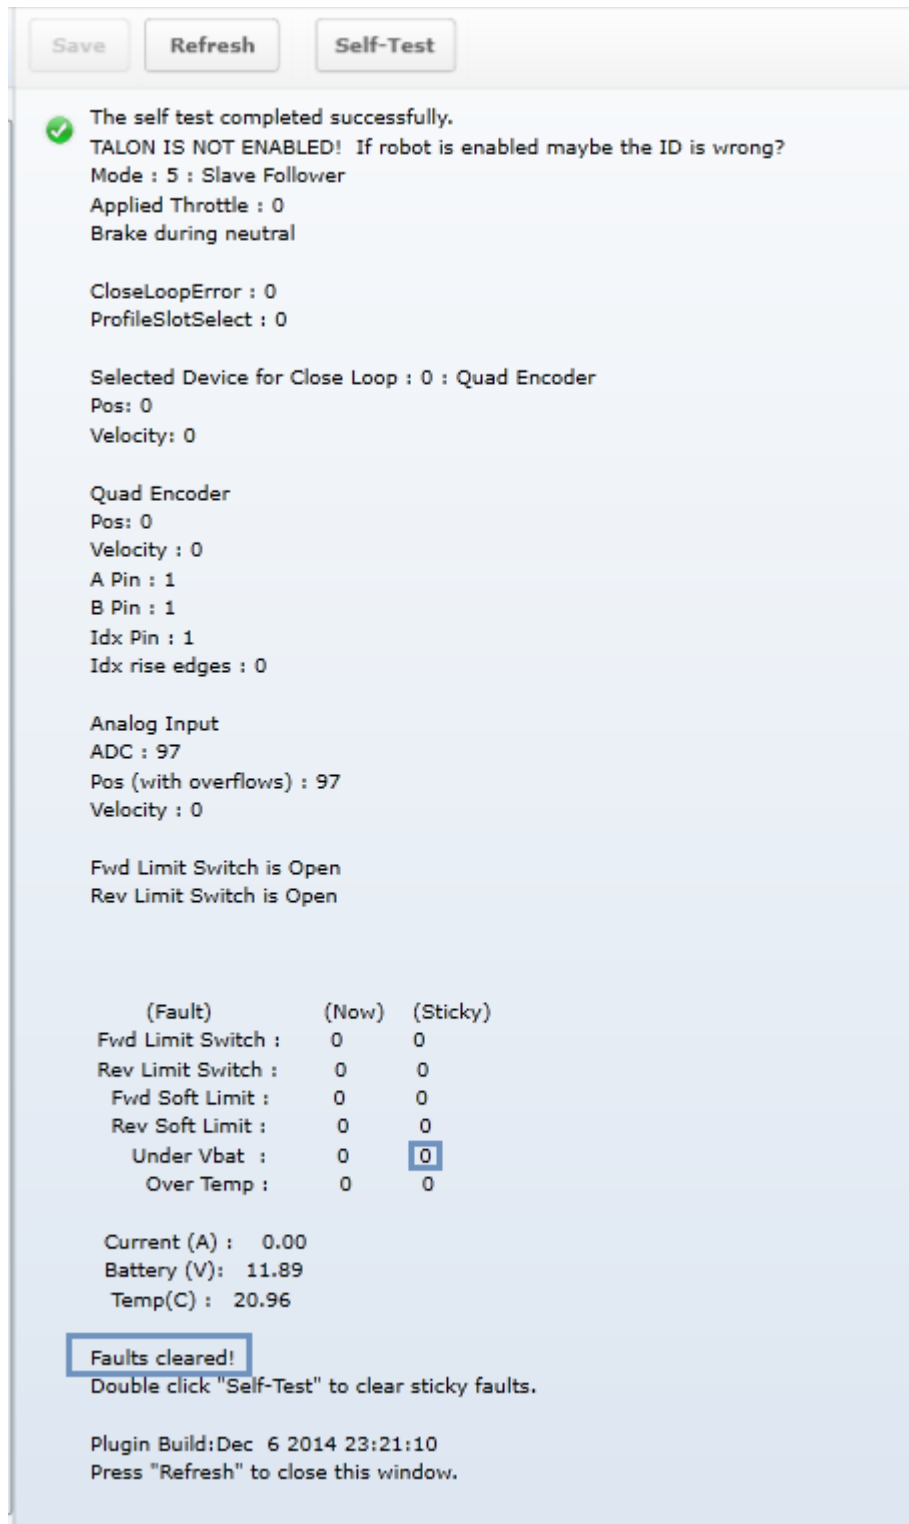 Save Refresh Self-Test
The self test completed successfully.
TALON IS NOT ENABLED!  If robot is enabled maybe the ID is wrong?
Mode : 5 : Slave Follower
Applied Throttle : 0
Brake during neutral
CloseLoopError : 0
ProfileSlotSelect : 0
Selected Device for Close Loop : 0 : Quad Encoder
Pos: 0
Velocity: 0
Quad Encoder
Pos: 0
Velocity : 0
A Pin : 1
B Pin : 1
Idx Pin : 1
Idx rise edges : 0
Analog Input
ADC : 97
Pos (with overflows) : 97
Velocity : 0
Fwd Limit Switch is Open
Rev Limit Switch is Open
(Fault) (Now) (Sticky)
Fwd Limit Switch : 0 0
Rev Limit Switch : 0 0
Fwd Soft Limit : 0 0
Rev Soft Limit : 0 0
Under Vbat : 0 0
Over Temp : 0 0
Current (A) : 0.00
Battery (V): 11.89
Temp(C) : 20.96
Faults cleared!
Double click "Self-Test" to clear sticky faults.
Plugin Build:Dec  6 2014 23:21:10
Press "Refresh" to close this window.